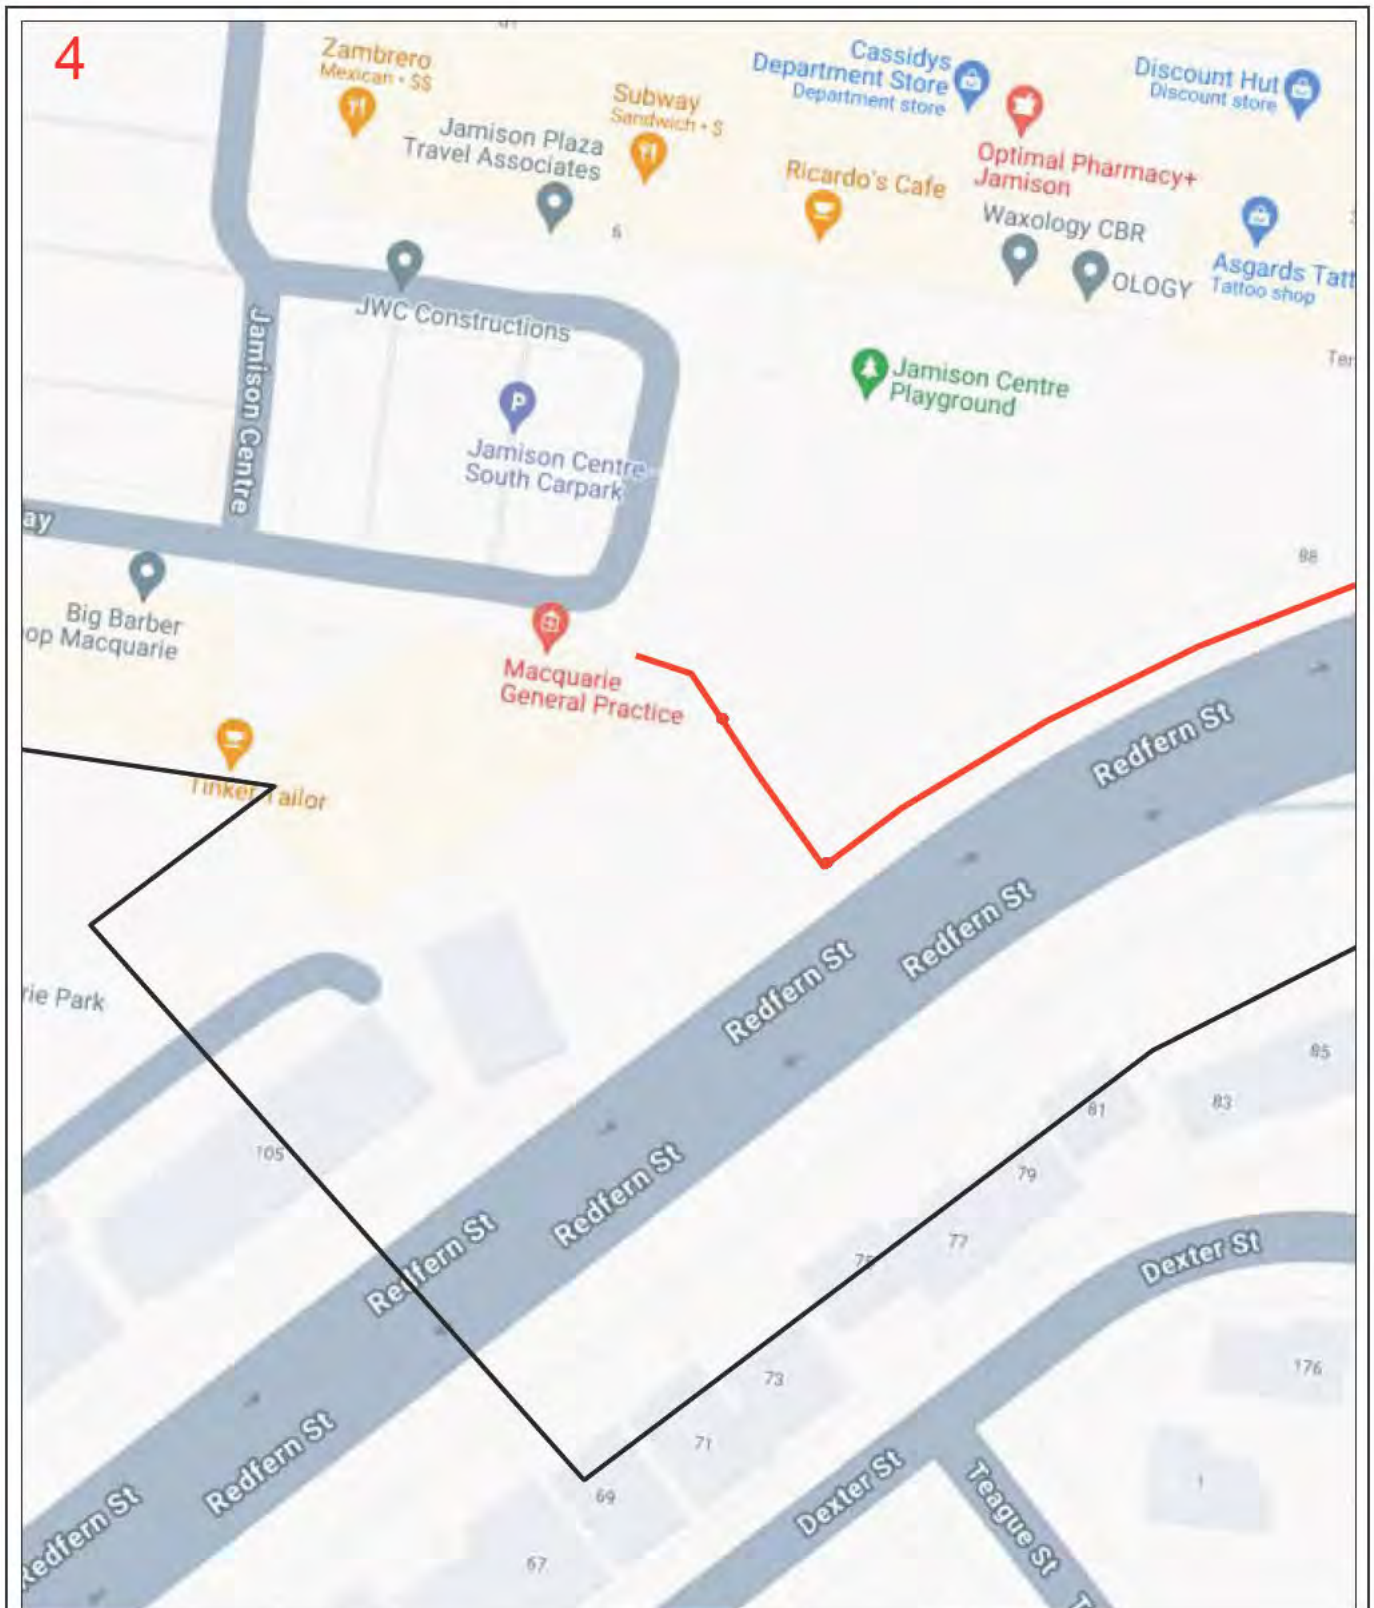 4
Zambrero
Mexican • $$
Subway
Sandwich • $
Cassidys
Department Store
Department store
Discount Hut
Discount store
Jamison Plaza
Travel Associates
Ricardo's Cafe
Optimal Pharmacy+
Jamison
Waxology CBR
OLOGY
Asgards Tatt
Tattoo shop
6
JWC Constructions
Jamison Centre
Jamison Centre
Playground
Ter
P
Jamison Centre
South Carpark
ay
88
Big Barber
op Macquarie
Macquarie
General Practice
Redfern St
Tinker Tailor
Redfern St
Redfern St
rie Park
85
83
81
105
79
Redfern St
77
75
Redfern St
Dexter St
73
176
71
Redfern St
69
Dexter St
Teague St
1
Redfern St
67
T